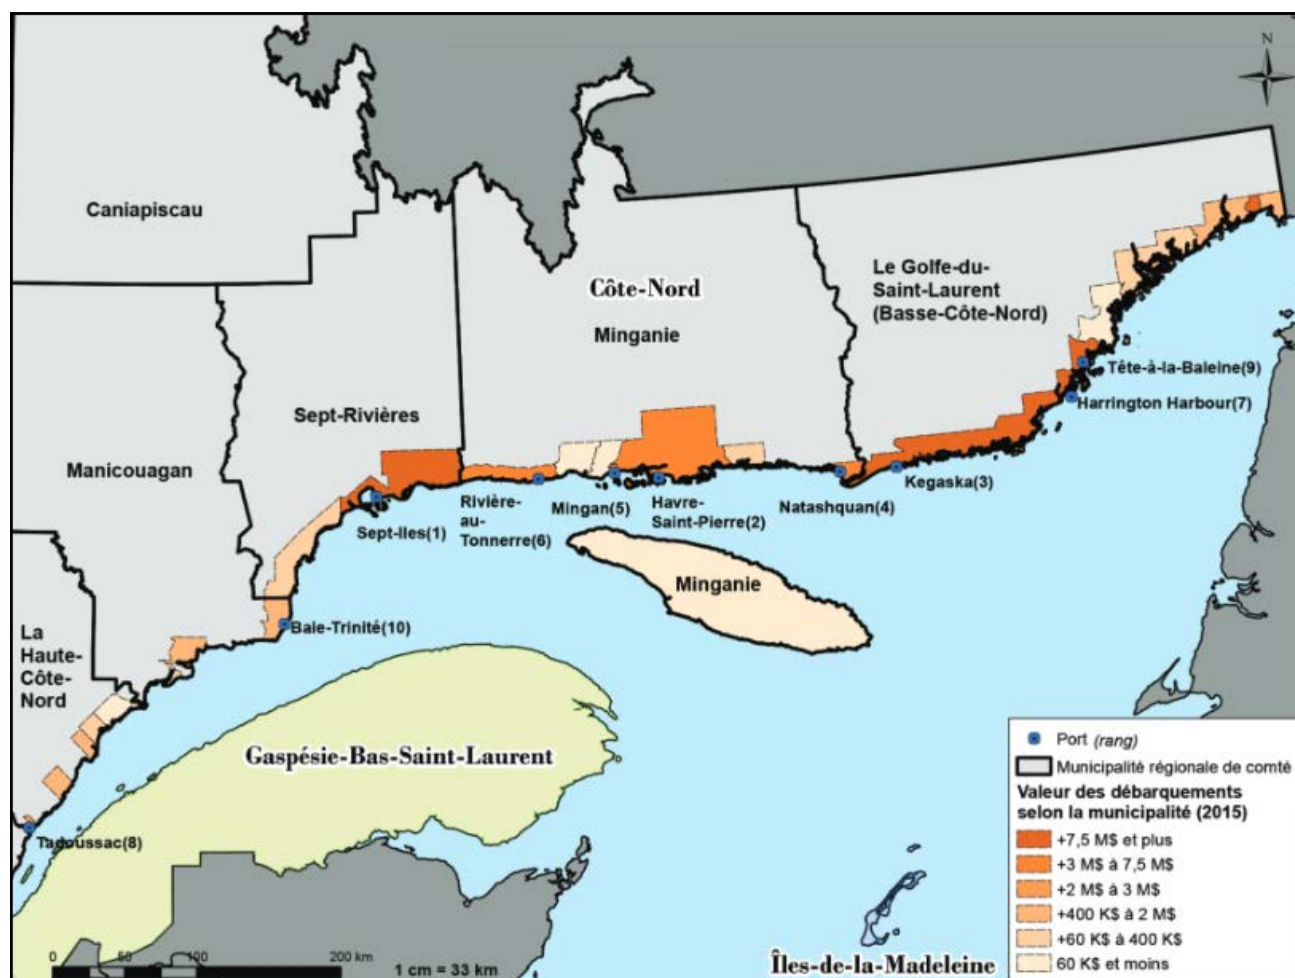 N
Caniapiscau
Côte-Nord
Minganie
Le Golfe-du-
Saint-Laurent
(Basse-Côte-Nord)
Tête-à-la-Baleine(9)
Harrington Harbour(7)
Sept-Rivières
Manicouagan
Kegaska(3)
Natashquan(4)
Havre-
Saint-Pierre(2)
Mingan(5)
Rivière-
au-
Tonnerre(6)
Sept-Iles(1)
Minganie
Baie-Trinité(10)
La
Haute-
Côte-
Nord
Gaspésie-Bas-Saint-Laurent
Tadoussac(8)
Port (rang)
Municipalité régionale de comté
Valeur des débarquements
selon la municipalité (2015)
+7,5 M$ et plus
+3 M$ à 7,5 M$
+2 M$ à 3 M$
+400 K$ à 2 M$
+60 K$ à 400 K$
60 K$ et moins
0 50 100 200 km
1 cm = 33 km
Îles-de-la-Madeleine